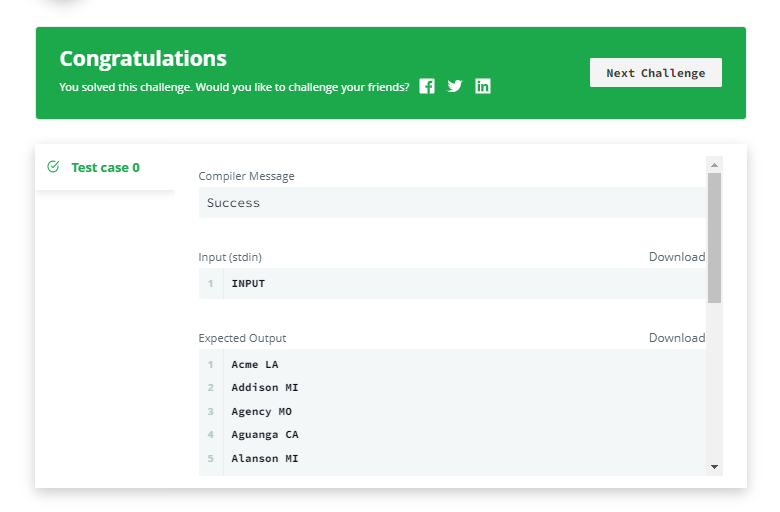 Congratulations
You solved this challenge. Would you like to challenge your friends?
Next Challenge
Test case 0
Compiler Message
Success
Input (stdin)
Download
1 INPUT
Expected Output
Download
1 Acme LA
2 Addison MI
3 Agency MO
4 Aguanga CA
5 Alanson MI